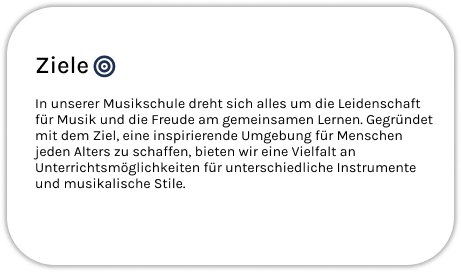 Ziele
In unserer Musikschule dreht sich alles um die Leidenschaft
für Musik und die Freude am gemeinsamen Lernen. Gegründet
mit dem Ziel, eine inspirierende Umgebung für Menschen
jeden Alters zu schaffen, bieten wir eine Vielfalt an
Unterrichtsmöglichkeiten für unterschiedliche Instrumente
und musikalische Stile.